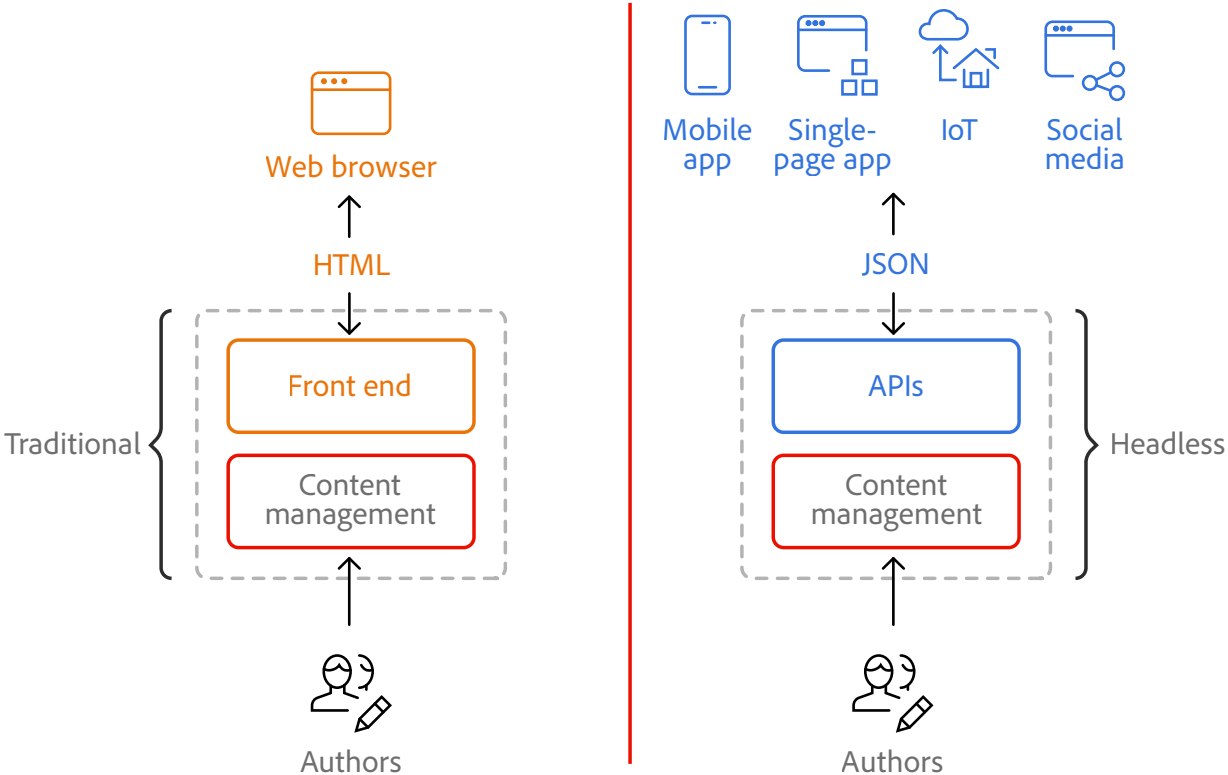 Web browser
HTML
Traditional
Front end
Content
management
Authors
Mobile
app
Single-
page app
IoT
Social
media
JSON
APIs
Content
management
Headless
Authors